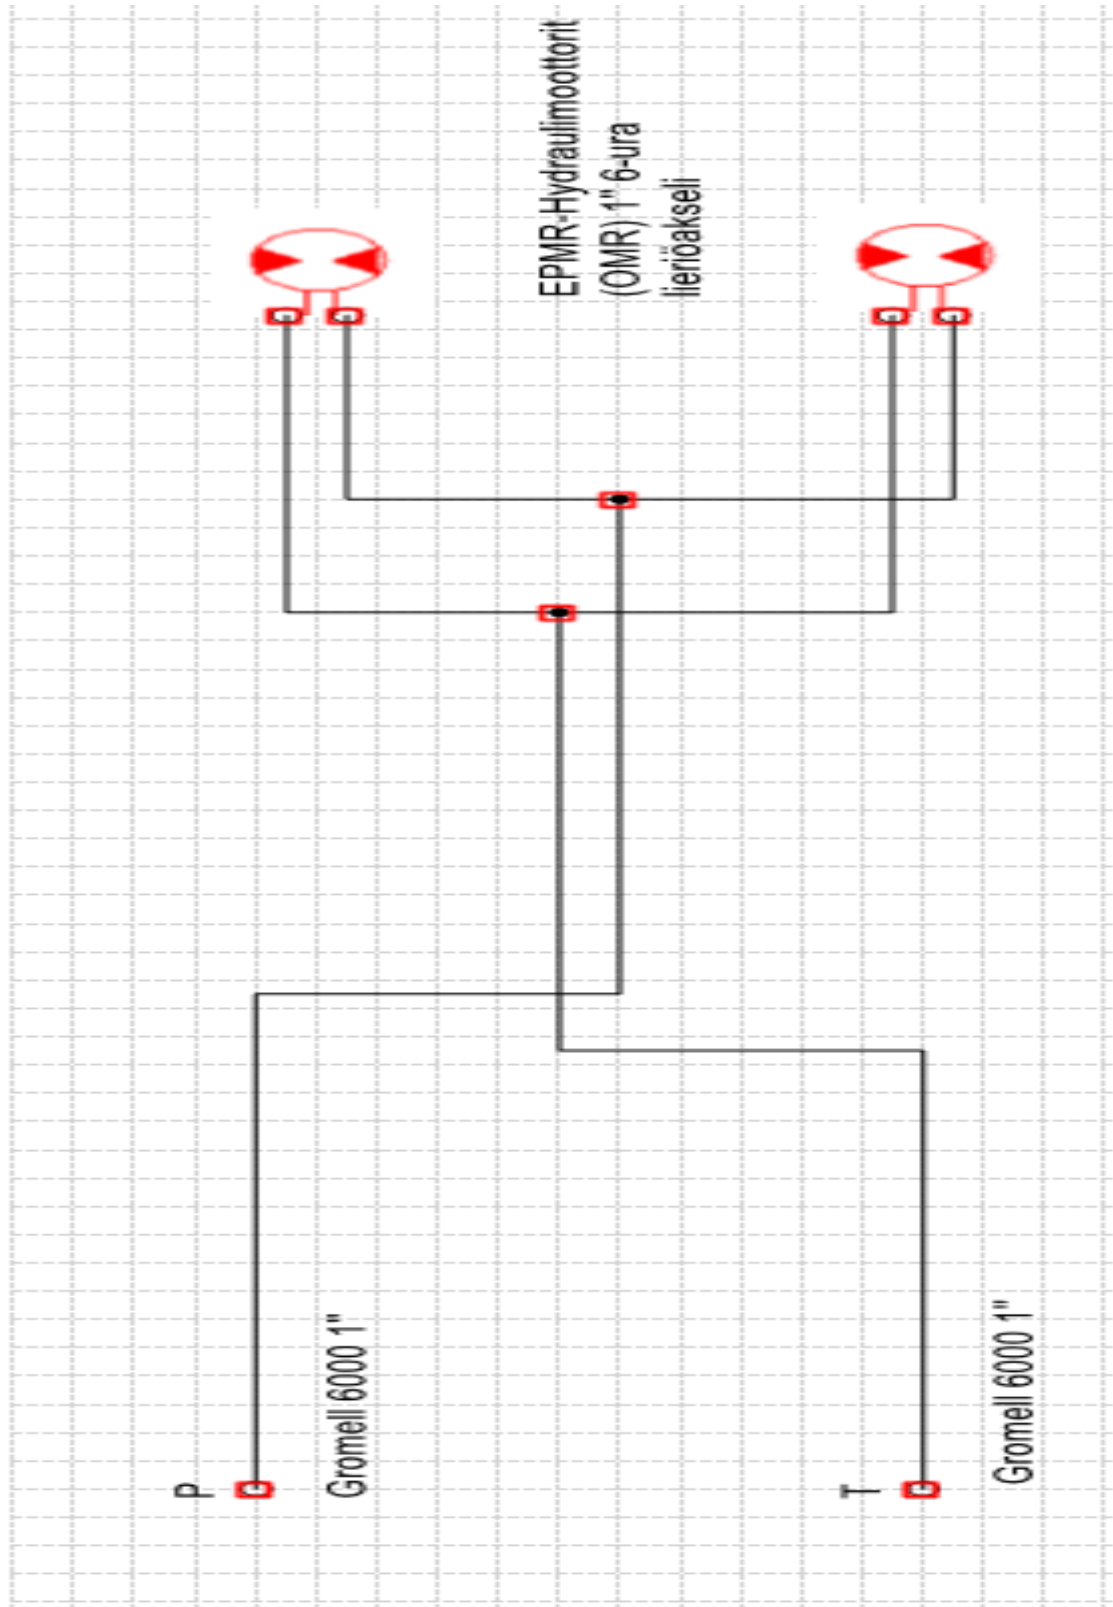 EPMR-Hydraulimoottorit
(OMR) 1" 6-ura
lieriöakseli
P
Gromell 6000 1"
T
Gromell 6000 1"